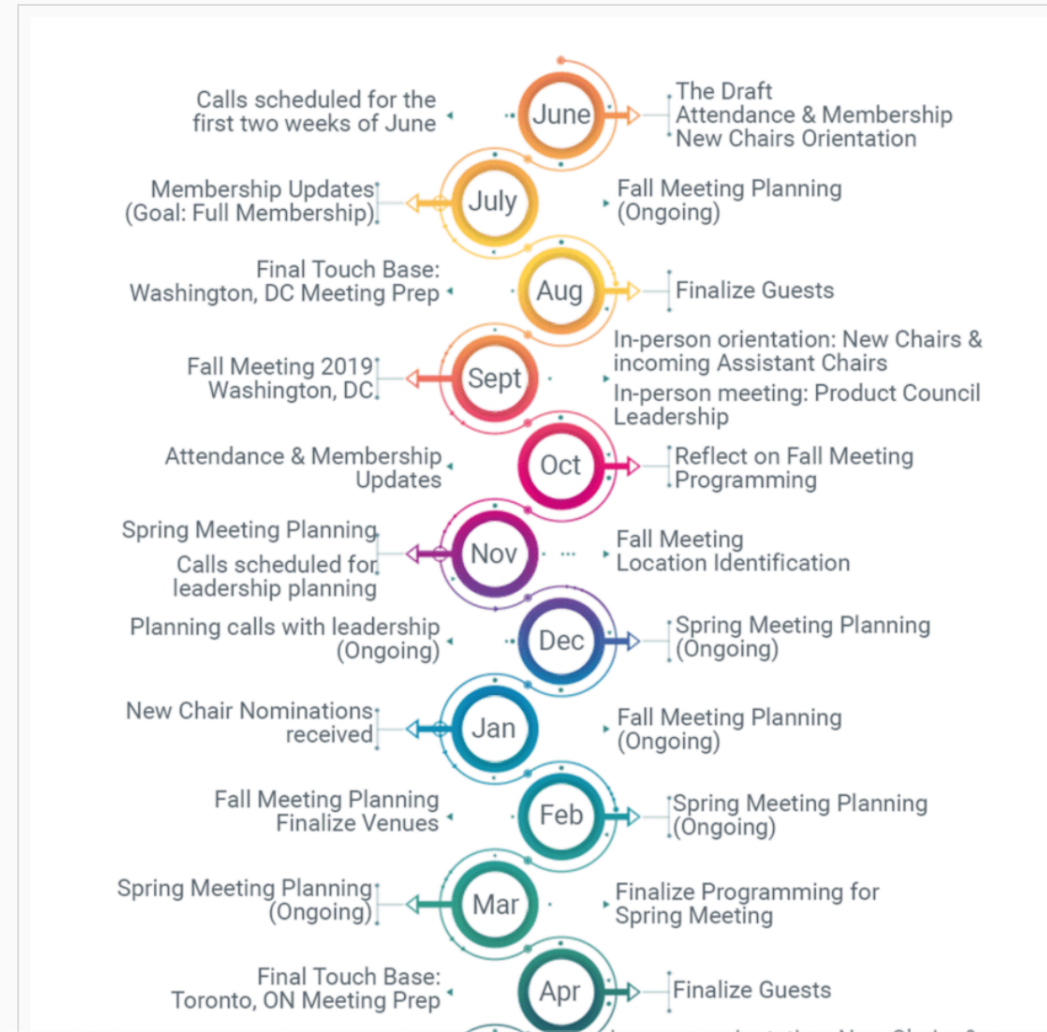 Calls scheduled for the
first two weeks of June
June
The Draft
Attendance & Membership
New Chairs Orientation
Membership Updates
(Goal: Full Membership)
July
Fall Meeting Planning
(Ongoing)
Final Touch Base:
Washington, DC Meeting Prep
Aug
Finalize Guests
Fall Meeting 2019
Washington, DC
Sept
In-person orientation: New Chairs &
incoming Assistant Chairs
In-person meeting: Product Council
Leadership
Attendance & Membership
Updates
Oct
Reflect on Fall Meeting
Programming
Spring Meeting Planning
Calls scheduled for
leadership planning
Nov
Fall Meeting
Location Identification
Planning calls with leadership
(Ongoing)
Dec
Spring Meeting Planning
(Ongoing)
New Chair Nominations
received
Jan
Fall Meeting Planning
(Ongoing)
Fall Meeting Planning
Finalize Venues
Feb
Spring Meeting Planning
(Ongoing)
Spring Meeting Planning
(Ongoing)
Mar
Finalize Programming for
Spring Meeting
Final Touch Base:
Toronto, ON Meeting Prep
Apr
Finalize Guests